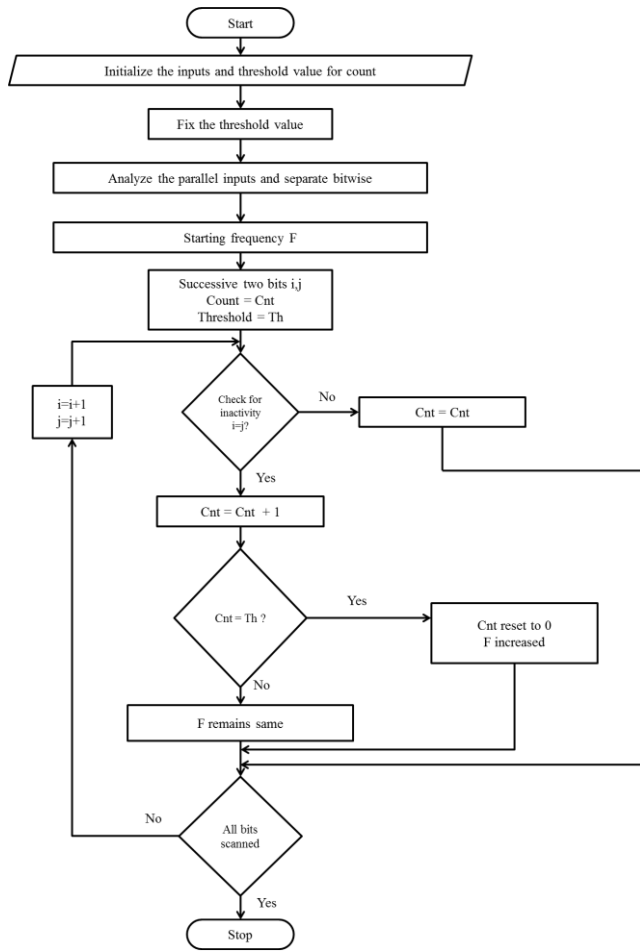 Start
Initialize the inputs and threshold value for count
Fix the threshold value
Analyze the parallel inputs and separate bitwise
Starting frequency F
Successive two bits i,j
Count = Cnt
Threshold = Th
i=i+1
j=j+1
Check for
inactivity
i=j?
No
Cnt = Cnt
Yes
Cnt = Cnt + 1
Cnt = Th ?
Yes
Cnt reset to 0
F increased
No
F remains same
No
All bits
scanned
Yes
Stop